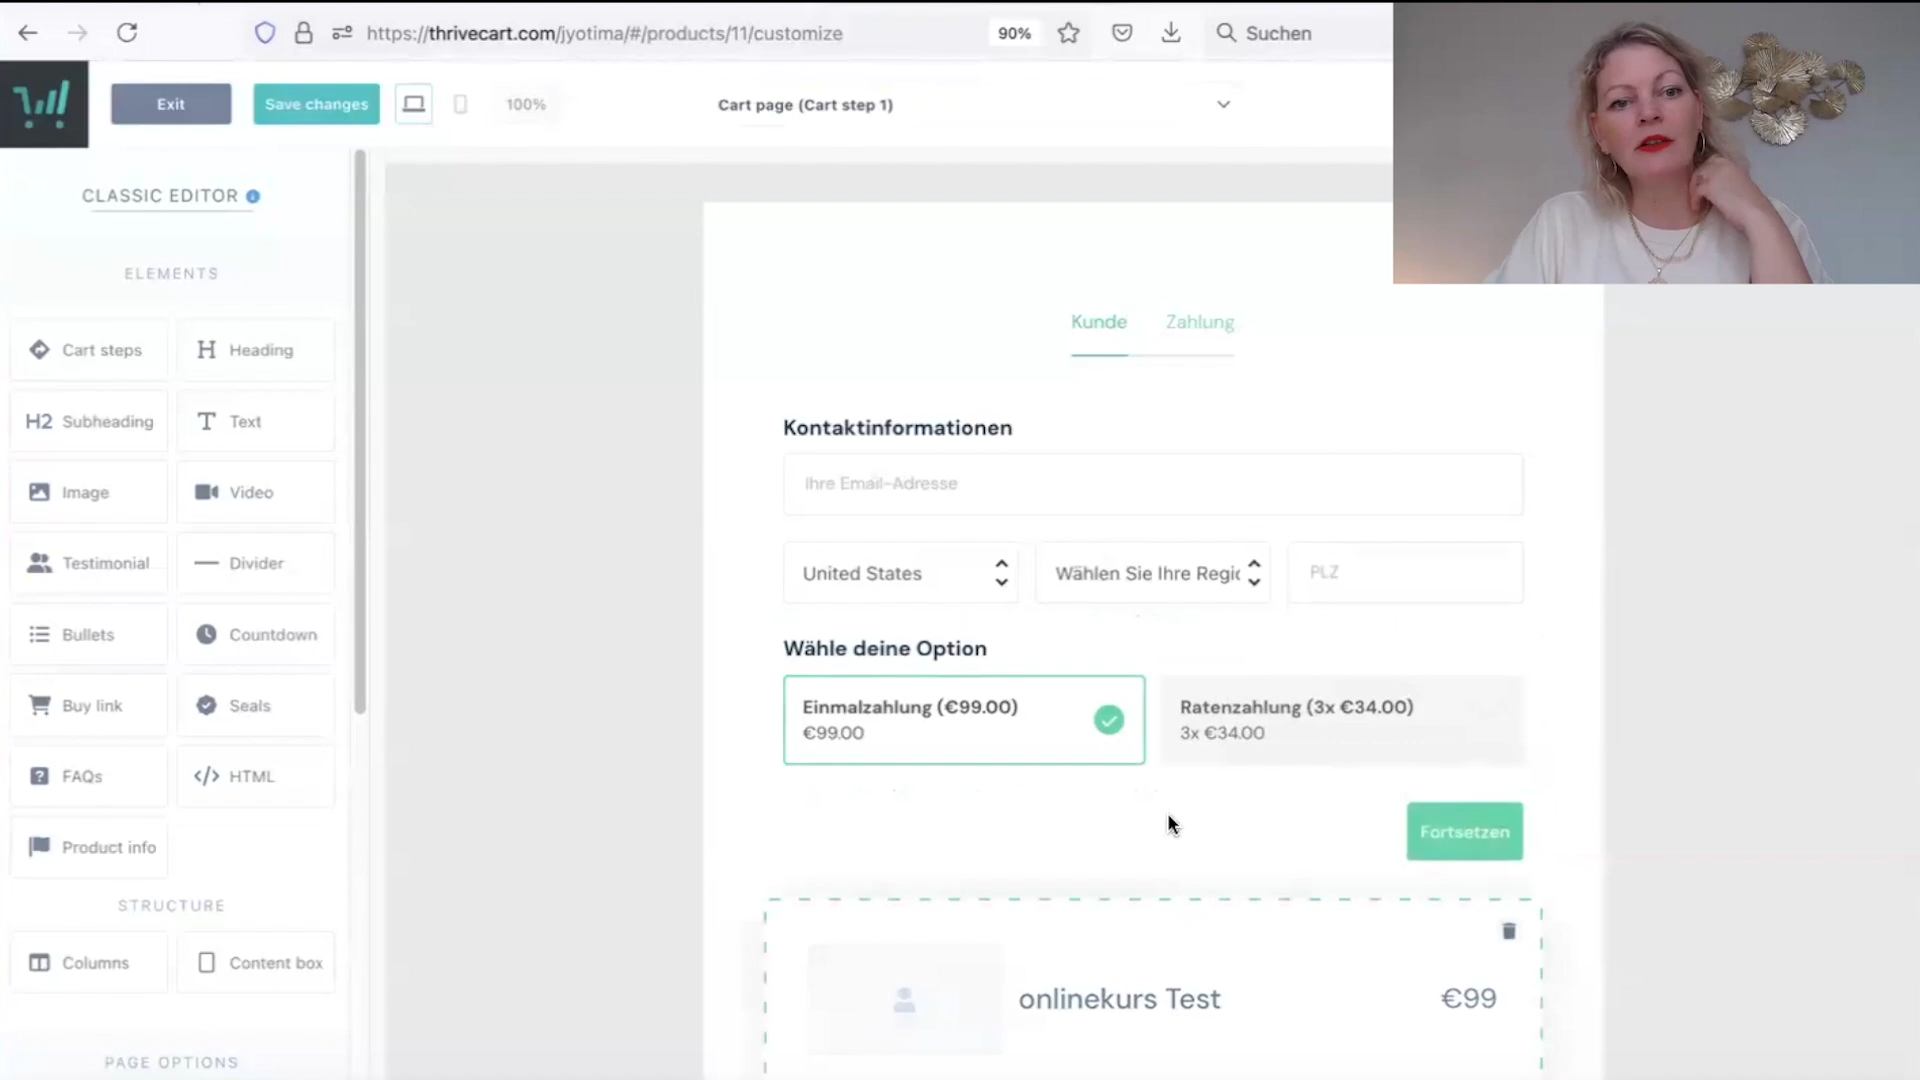 https://thrivecart.com/jyotima/#/products/11/customize
90%
Suchen
Exit
Save changes
100%
Cart page (Cart step 1)
CLASSIC EDITOR
ELEMENTS
Cart steps
Heading
H2 Subheading
Text
Image
Video
Testimonial
Divider
Bullets
Countdown
Buy link
Seals
FAQs
HTML
Product info
STRUCTURE
Columns
Content box
PAGE OPTIONS
Kunde
Zahlung
Kontaktinformationen
Ihre Email-Adresse
United States
Wählen Sie Ihre Regic
PLZ
Wähle deine Option
Einmalzahlung (€99.00)
€99.00
Ratenzahlung (3x €34.00)
3x €34.00
Fortsetzen
onlinekurs Test
€99